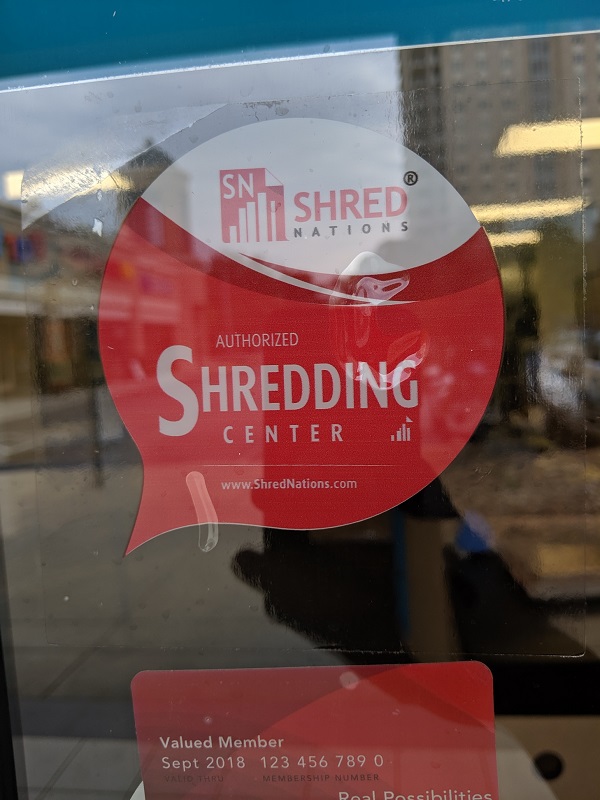 SN SHRED®
NATIONS
AUTHORIZED
SHREDDING
CENTER
www.ShredNations.com
Valued Member
Sept 2018 123 456 789 0
VALID THRU MEMBERSHIP NUMBER
Real Possibilities